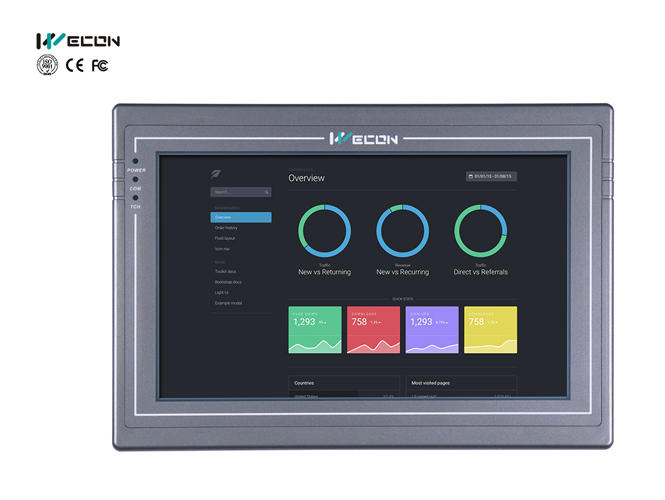 WECON
ISO
9001
CE FC
WECON
POWER
COM
TCH
Overview
01/01/15 - 01/08/15
Search...
Overview
Order history
Fluid layout
Icon nav
Toolkit docs
Bootstrap docs
Light UI
Example modal
Traffic
New vs Returning
Revenue
New vs Recurring
Traffic
Direct vs Referrals
QUICK STATS
PAGE VIEWS
1,293
DOWNLOADS
758
SIGN-UPS
1,293
DOWNLOADS
758
Countries
Most visited pages
United States